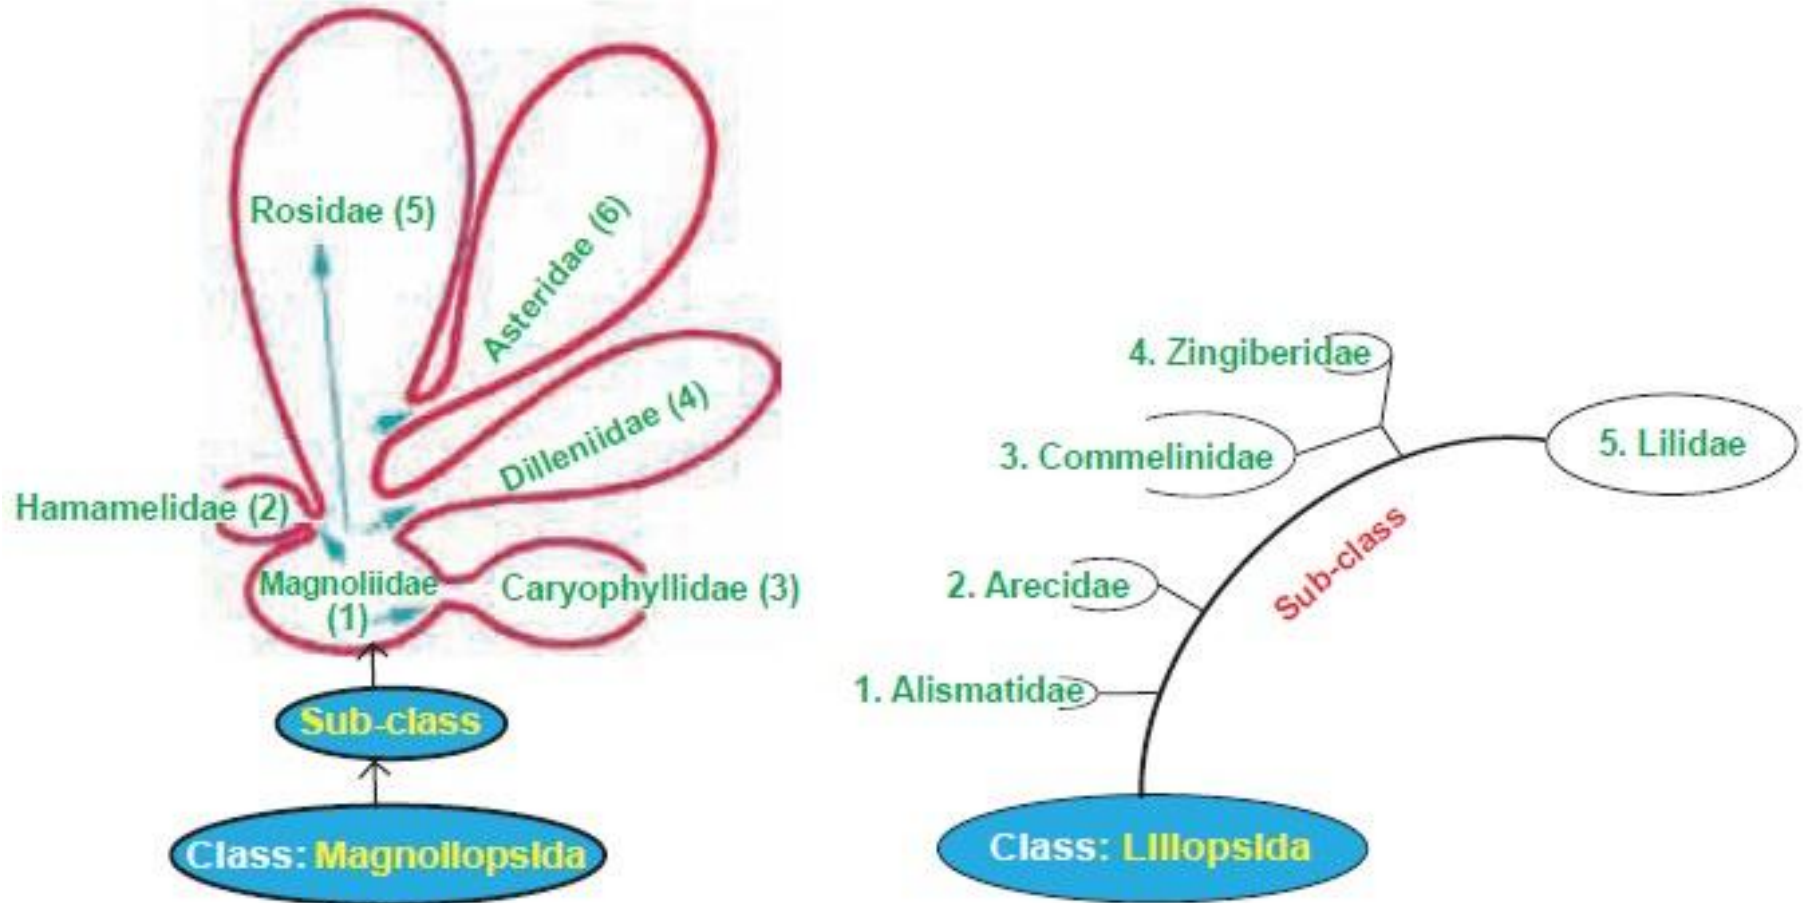 Rosidae (5)
Asteridae (6)
Dilleniidae (4)
Hamamelidae (2)
Magnoliidae
(1)
Caryophyllidae (3)
Sub-class
Class: Magnoliopsida
4. Zingiberidae
3. Commelinidae
5. Lilidae
2. Arecidae
Sub-class
1. Alismatidae
Class: Liliopsida